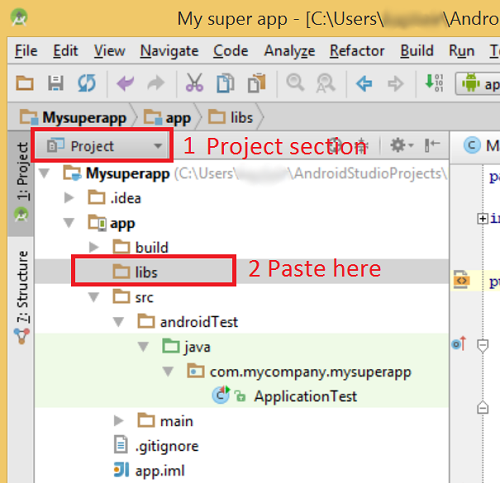 My super app - [C:\Users\ \Andro
File Edit View Navigate Code Analyze Refactor Build Run T
ap
Mysuperapp app libs
Project 1 Project section
1: Project
7: Structure
Mysuperapp (C:\Users\ \AndroidStudioProjects\
.idea
app
build
libs 2 Paste here
src
androidTest
java
com.mycompany.mysuperapp
ApplicationTest
main
.gitignore
app.iml
C M
pa
im
pu